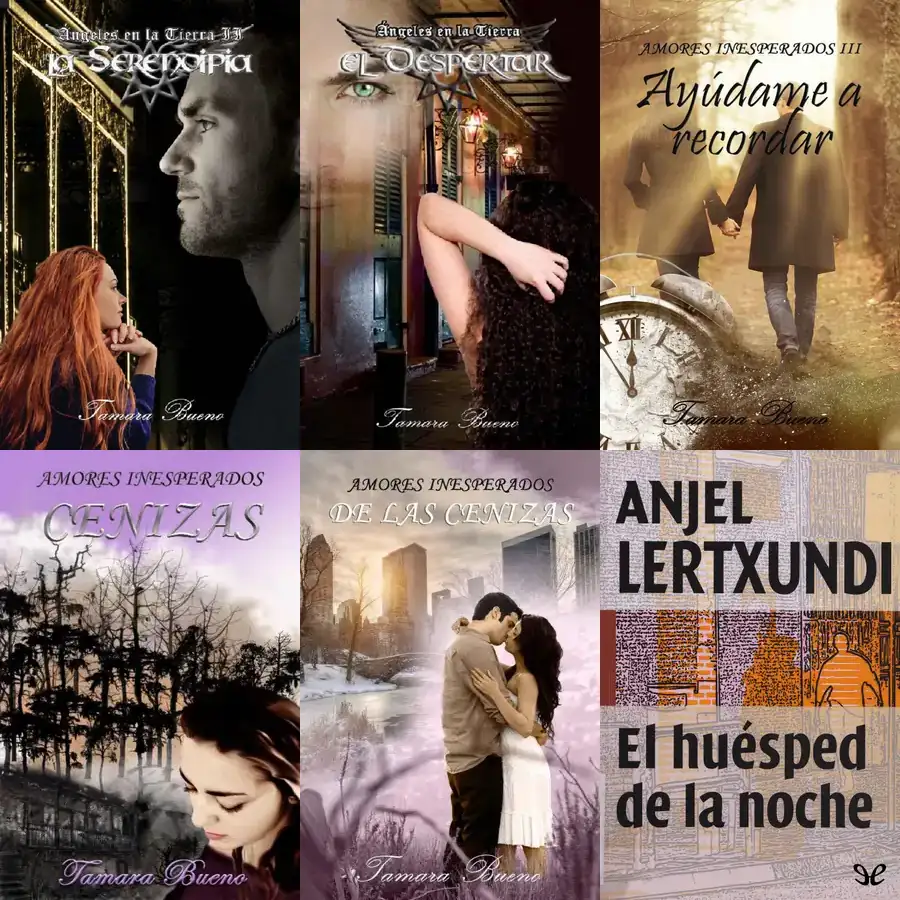 Ángeles en la Tierra II
La Serendipia
Tamara Bueno
Ángeles en la Tierra
el Despertar
Tamara Bueno
AMORES INESPERADOS III
Ayúdame a
recordar
XII
Tamara Bueno
AMORES INESPERADOS
CENIZAS
Tamara Bueno
AMORES INESPERADOS
DE LAS CENIZAS
Tamara Bueno
ANJEL
LERTXUNDI
El huésped
de la noche